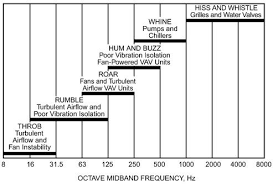 HISS AND WHISTLE
Grilles and Water Valves
WHINE
Pumps and
Chillers
HUM AND BUZZ
Poor Vibration Isolation
Fan-Powered VAV Units
ROAR
Fans and Turbulent
Airflow VAV Units
RUMBLE
Turbulent Airflow and
Poor Vibration Isolation
THROB
Turbulent
Airflow and
Fan Instability
8 16 31.5 63 125 250 500 1000 2000 4000 8000
OCTAVE MIDBAND FREQUENCY, Hz